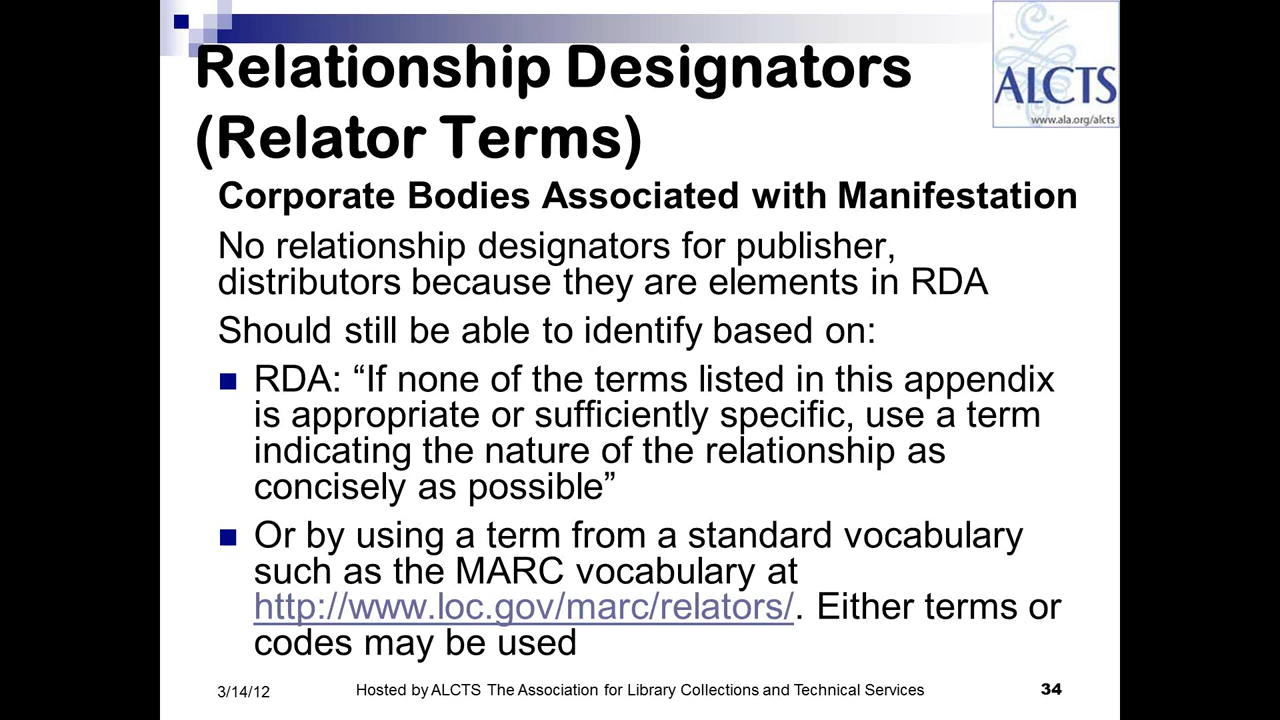 Relationship Designators
(Relator Terms)
ALCTS
www.ala.org/alcts
Corporate Bodies Associated with Manifestation
No relationship designators for publisher,
distributors because they are elements in RDA
Should still be able to identify based on:
RDA: “If none of the terms listed in this appendix
is appropriate or sufficiently specific, use a term
indicating the nature of the relationship as
concisely as possible”
Or by using a term from a standard vocabulary
such as the MARC vocabulary at
http://www.loc.gov/marc/relators/. Either terms or
codes may be used
3/14/12
Hosted by ALCTS The Association for Library Collections and Technical Services
34